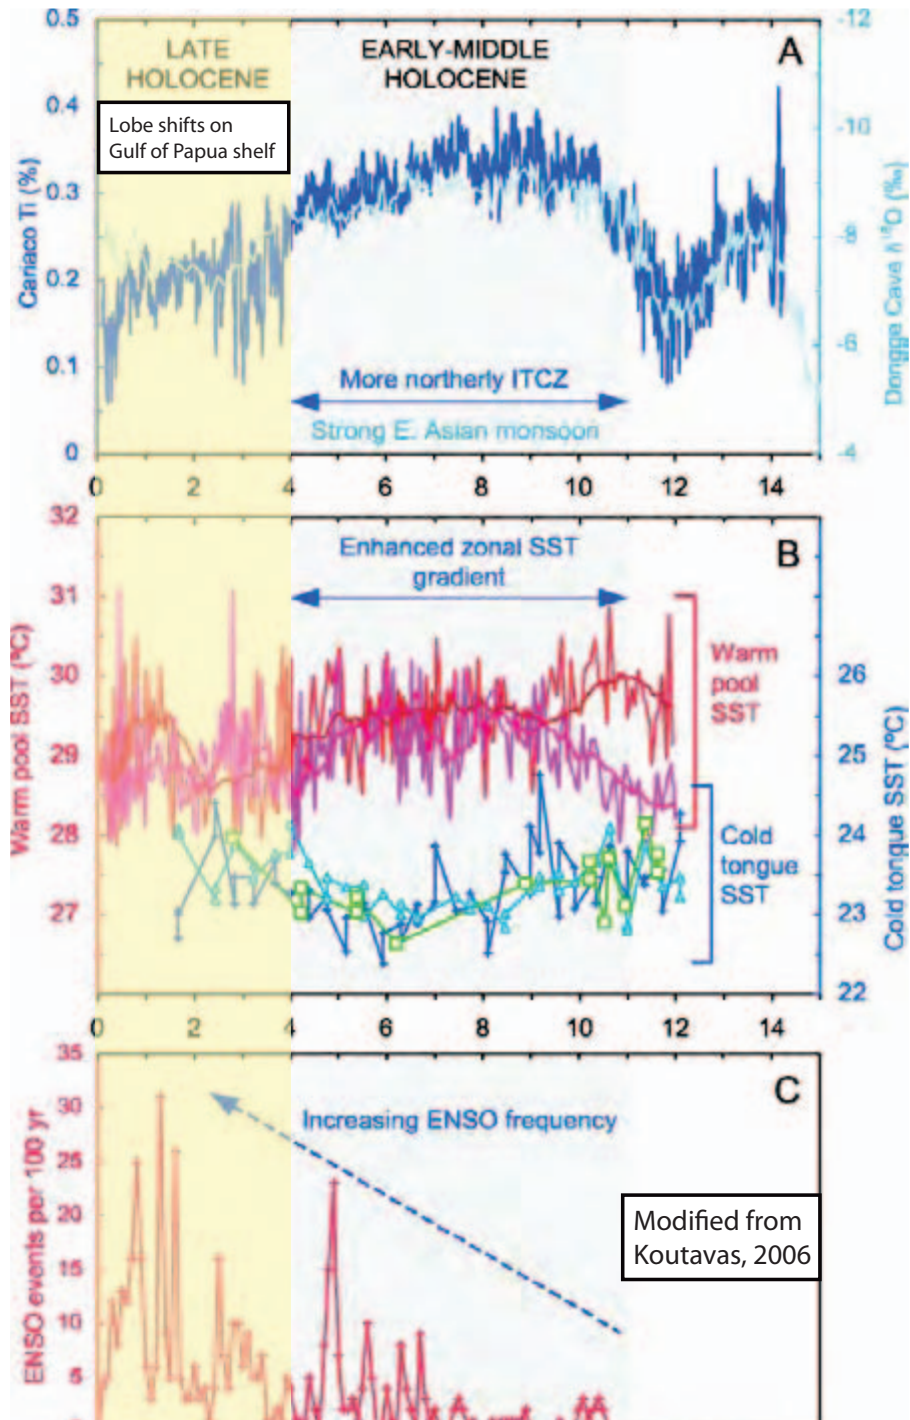 0.5
LATE
HOLOCENE
EARLY-MIDDLE
HOLOCENE
A
-12
0.4
Lobe shifts on
Gulf of Papua shelf
-10
Cariaco Ti (%)
0.3
-8
0.2
-6
0.1
More northerly ITCZ
Strong E. Asian monsoon
0
-4
0 2 4 6 8 10 12 14
32
Enhanced zonal SST
gradient
B
31
Warm pool SST (ºC)
30
Warm
pool
SST
26
29
25
Cold tongue SST (ºC)
28
Cold
tongue
SST
24
27
23
22
0 2 4 6 8 10 12 14
35
C
ENSO events per 100 yr
30
Increasing ENSO frequency
25
20
Modified from
Koutavas, 2006
15
10
5